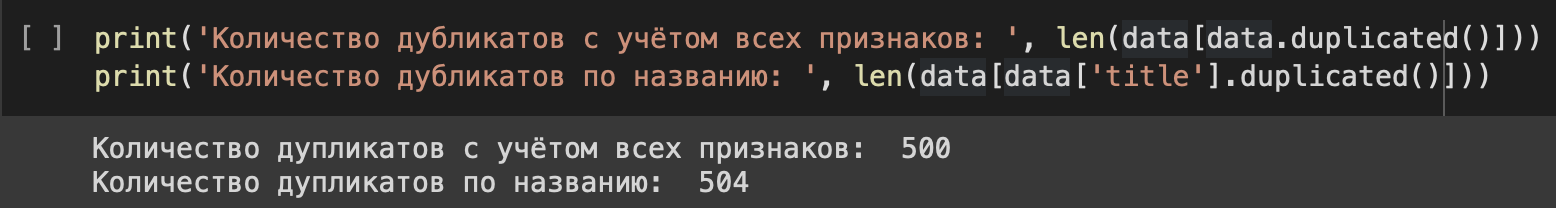 [ ] print('Количество дубликатов с учётом всех признаков: ', len(data[data.duplicated()]))
print('Количество дубликатов по названию: ', len(data[data['title'].duplicated()]))
Количество дупликатов с учётом всех признаков:  500
Количество дупликатов по названию:  504